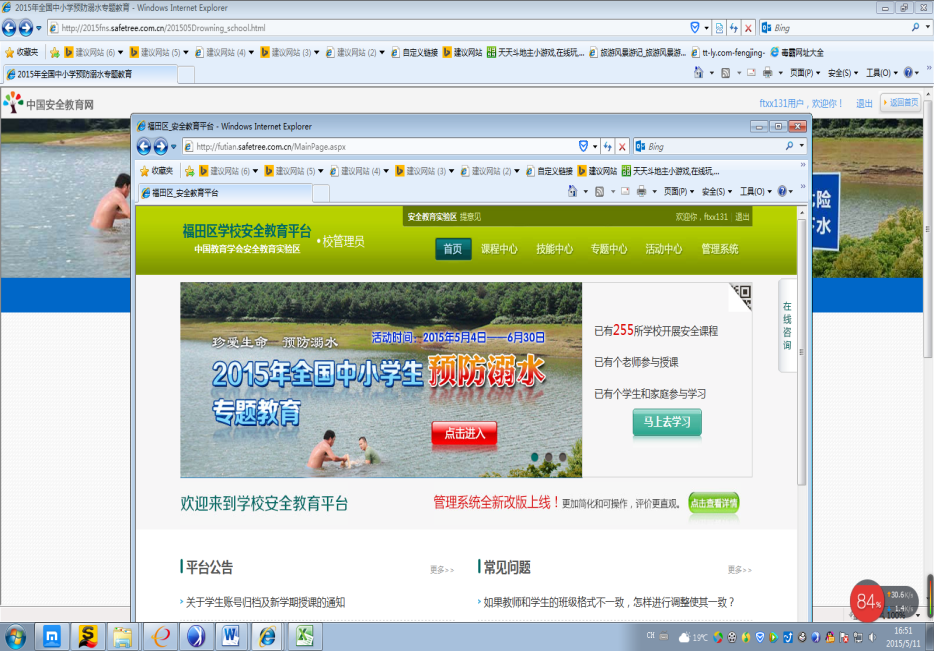 2015年全国中小学预防溺水专题教育 - Windows Internet Explorer
http://2015fns.safetree.com.cn/201505Drowning_school.html
Bing
收藏夹
建议网站 (6)
建议网站 (5)
建议网站 (4)
建议网站 (3)
建议网站 (2)
自定义链接
建议网站
天天斗地主小游戏,在线玩,...
旅游风景游记_旅游风景游...
tt-ly.com-fengjing-
毒霸网址大全
2015年全国中小学预防溺水专题教育
页面(P)
安全(S)
工具(O)
中国安全教育网
ftxx131用户，欢迎你！
退出
返回首页
险
水
福田区_安全教育平台 - Windows Internet Explorer
http://futian.safetree.com.cn/MainPage.aspx
Bing
收藏夹
建议网站 (6)
建议网站 (5)
建议网站 (4)
建议网站 (3)
建议网站 (2)
自定义链接
建议网站
天天斗地主小游戏,在线玩,...
福田区_安全教育平台
页面(P)
安全(S)
工具(O)
安全教育实验区 提意见
欢迎你，ftxx131
退出
福田区学校安全教育平台
中国教育学会安全教育实验区
•校管理员
首页
课程中心
技能中心
专题中心
活动中心
管理系统
珍爱生命 预防溺水
活动时间：2015年5月4日——6月30日
2015年全国中小学生预防溺水
专题教育
点击进入
已有255所学校开展安全课程
已有个老师参与授课
已有个学生和家庭参与学习
马上去学习
在线咨询
欢迎来到学校安全教育平台
管理系统全新改版上线！更加简化和可操作，评价更直观。
点击查看详情
平台公告
更多>>
常见问题
更多>>
关于学生账号归档及新学期授课的通知
如果教师和学生的班级格式不一致，怎样进行调整使其一致？
84%
30.6K/s
1.4K/s
100%
CH
19℃
16:51
2015/5/11